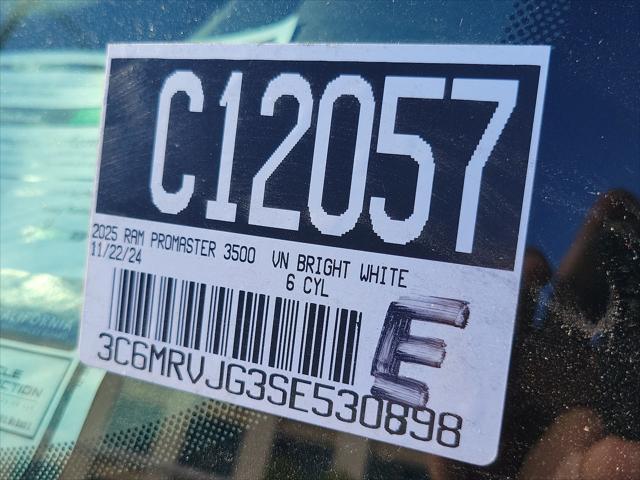 C12057
2025 RAM PROMASTER 3500 VN BRIGHT WHITE
11/22/24
6 CYL
E
3C6MRVJG3SE530898